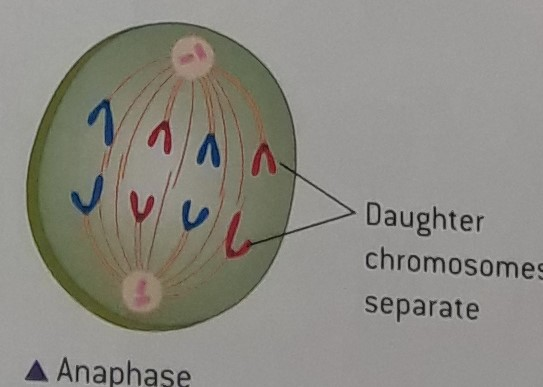 Daughter
chromosomes
separate
▲ Anaphase